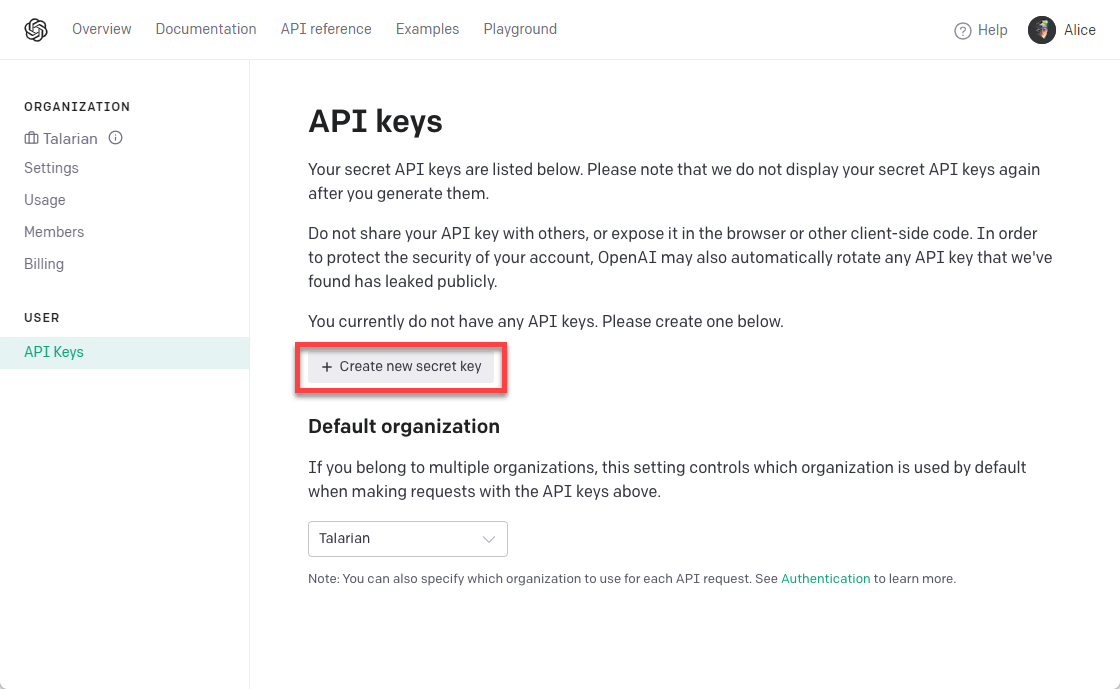 Overview Documentation API reference Examples Playground
? Help Alice
ORGANIZATION
Talarian
Settings
Usage
Members
Billing
USER
API Keys
API keys
Your secret API keys are listed below. Please note that we do not display your secret API keys again
after you generate them.
Do not share your API key with others, or expose it in the browser or other client-side code. In order
to protect the security of your account, OpenAI may also automatically rotate any API key that we've
found has leaked publicly.
You currently do not have any API keys. Please create one below.
+ Create new secret key
Default organization
If you belong to multiple organizations, this setting controls which organization is used by default
when making requests with the API keys above.
Talarian
Note: You can also specify which organization to use for each API request. See Authentication to learn more.